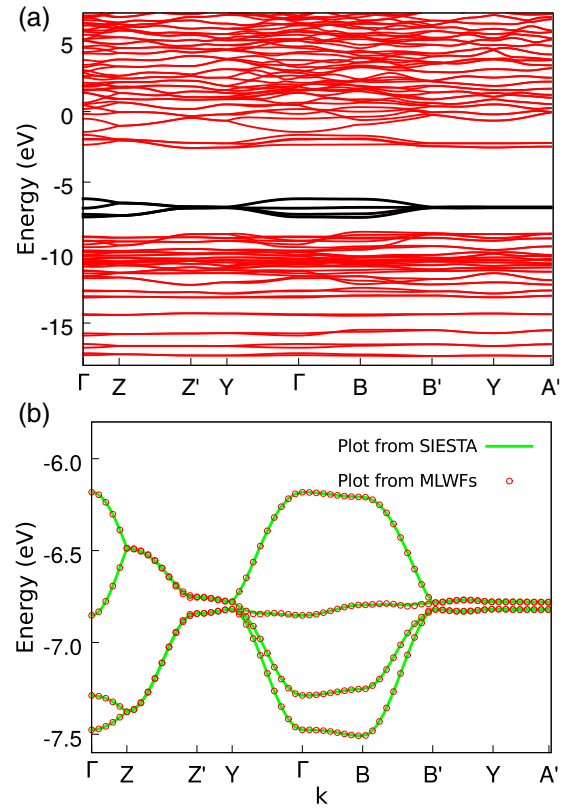 (a)
Energy (eV)
5
0
-5
-10
-15
Γ Z Z' Y Γ B B' Y A'
(b)
Energy (eV)
Plot from SIESTA
Plot from MLWFs
-6.0
-6.5
-7.0
-7.5
Γ Z Z' Y Γ B B' Y A'
k